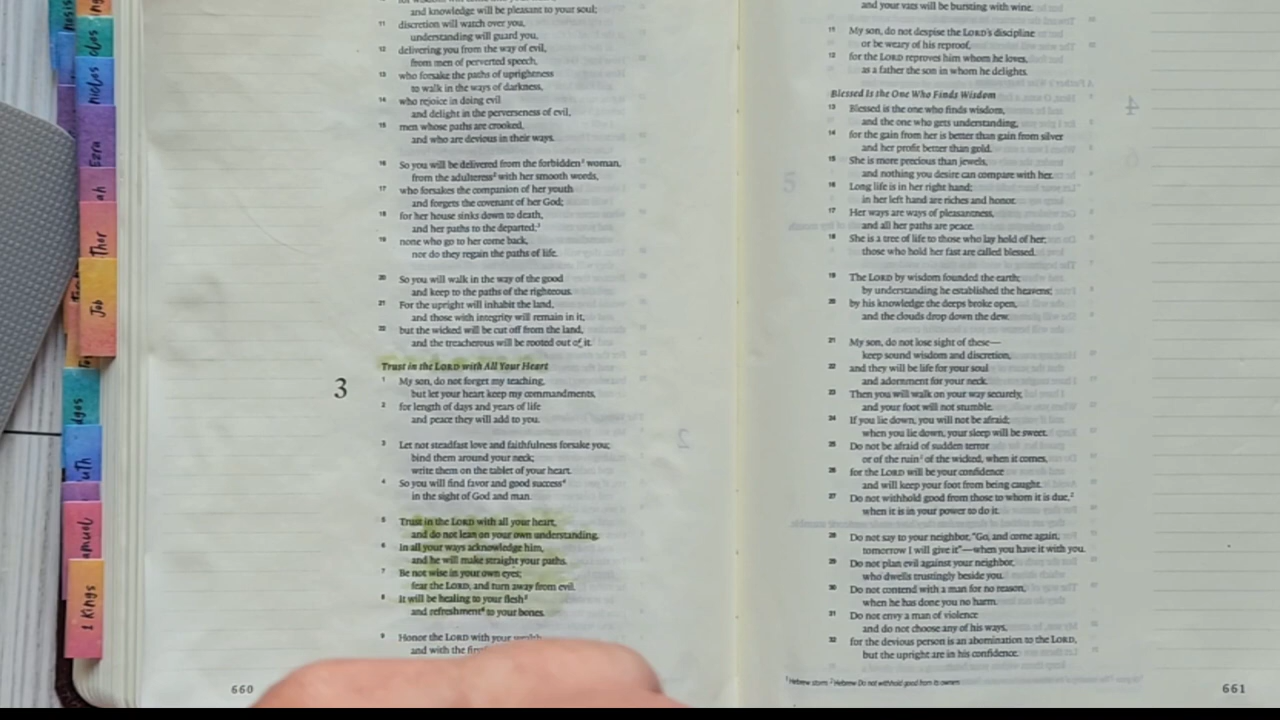 and knowledge will be pleasant to your soul;
11 discretion will watch over you,
understanding will guard you,
12 delivering you from the way of evil,
from men of perverted speech,
13 who forsake the paths of uprightness
to walk in the ways of darkness,
14 who rejoice in doing evil
and delight in the perverseness of evil,
15 men whose paths are crooked,
and who are devious in their ways.
16 So you will be delivered from the forbidden woman,
from the adulteress with her smooth words,
17 who forsakes the companion of her youth
and forgets the covenant of her God;
18 for her house sinks down to death,
and her paths to the departed;
19 none who go to her come back,
nor do they regain the paths of life.
20 So you will walk in the way of the good
and keep to the paths of the righteous.
21 For the upright will inhabit the land,
and those with integrity will remain in it,
22 but the wicked will be cut off from the land,
and the treacherous will be rooted out of it.
Trust in the LORD with All Your Heart
3
1 My son, do not forget my teaching,
but let your heart keep my commandments,
2 for length of days and years of life
and peace they will add to you.
3 Let not steadfast love and faithfulness forsake you;
bind them around your neck;
write them on the tablet of your heart.
4 So you will find favor and good success
in the sight of God and man.
5 Trust in the LORD with all your heart,
and do not lean on your own understanding.
6 In all your ways acknowledge him,
and he will make straight your paths.
7 Be not wise in your own eyes;
fear the LORD, and turn away from evil.
8 It will be healing to your flesh
and refreshment to your bones.
9 Honor the LORD with your
and with the
660
and your vats will be bursting with wine.
11 My son, do not despise the LORD's discipline
or be weary of his reproof,
12 for the LORD reproves him whom he loves,
as a father the son in whom he delights.
Blessed Is the One Who Finds Wisdom
13 Blessed is the one who finds wisdom,
and the one who gets understanding,
14 for the gain from her is better than gain from silver
and her profit better than gold.
15 She is more precious than jewels,
and nothing you desire can compare with her.
16 Long life is in her right hand;
in her left hand are riches and honor.
17 Her ways are ways of pleasantness,
and all her paths are peace.
18 She is a tree of life to those who lay hold of her;
those who hold her fast are called blessed.
19 The LORD by wisdom founded the earth;
by understanding he established the heavens;
20 by his knowledge the deeps broke open,
and the clouds drop down the dew.
21 My son, do not lose sight of these—
keep sound wisdom and discretion,
22 and they will be life for your soul
and adornment for your neck.
23 Then you will walk on your way securely,
and your foot will not stumble.
24 If you lie down, you will not be afraid;
when you lie down, your sleep will be sweet.
25 Do not be afraid of sudden terror
or of the ruin1 of the wicked, when it comes,
26 for the LORD will be your confidence
and will keep your foot from being caught.
27 Do not withhold good from those to whom it is due,2
when it is in your power to do it.
28 Do not say to your neighbor, "Go, and come again,
tomorrow I will give it"—when you have it with you.
29 Do not plan evil against your neighbor,
who dwells trustingly beside you.
30 Do not contend with a man for no reason,
when he has done you no harm.
31 Do not envy a man of violence
and do not choose any of his ways,
32 for the devious person is an abomination to the LORD,
but the upright are in his confidence.
1 Hebrew storm 2 Hebrew Do not withhold good from its owners
661
Ezra
ah
Job
uth
amuel
1 Kings